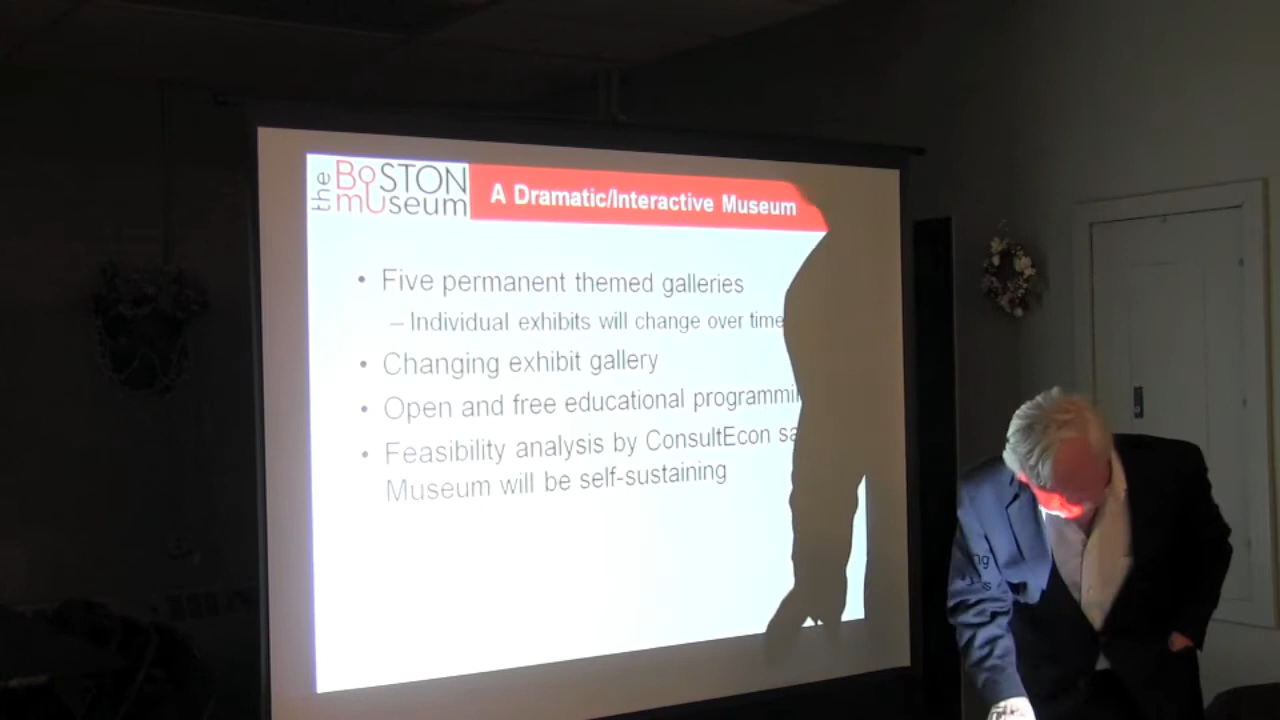 the BoSTON
museum
A Dramatic/Interactive Museum
• Five permanent themed galleries
– Individual exhibits will change over time
• Changing exhibit gallery
• Open and free educational programmi
• Feasibility analysis by ConsultEcon sa
Museum will be self-sustaining
ng